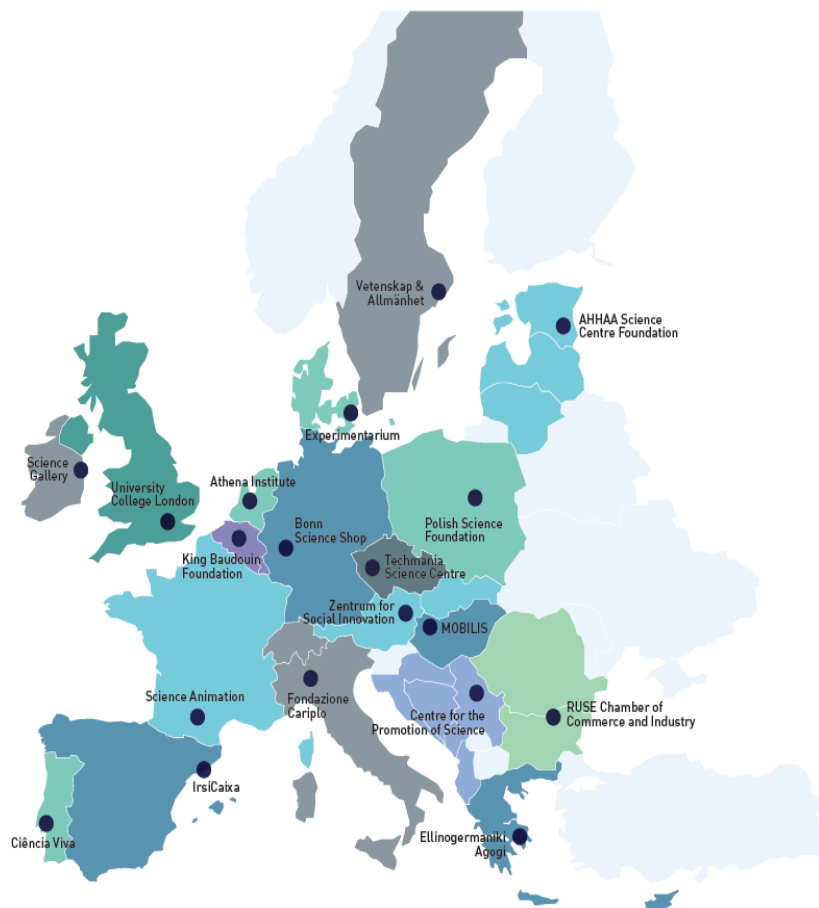 Vetenskap &
Allmänhet
AHHAA Science
Centre Foundation
Experimentarium
Science
Gallery
University
College London
Athena Institute
Bonn
Science Shop
Polish Science
Foundation
King Baudouin
Foundation
Techmania
Science Centre
Zentrum for
Social Innovation
MOBILIS
Science Animation
Fondazione
Cariplo
Centre for the
Promotion of Science
RUSE Chamber of
Commerce and Industry
IrsiCaixa
Ciência Viva
Ellinogermaniki
Agogi